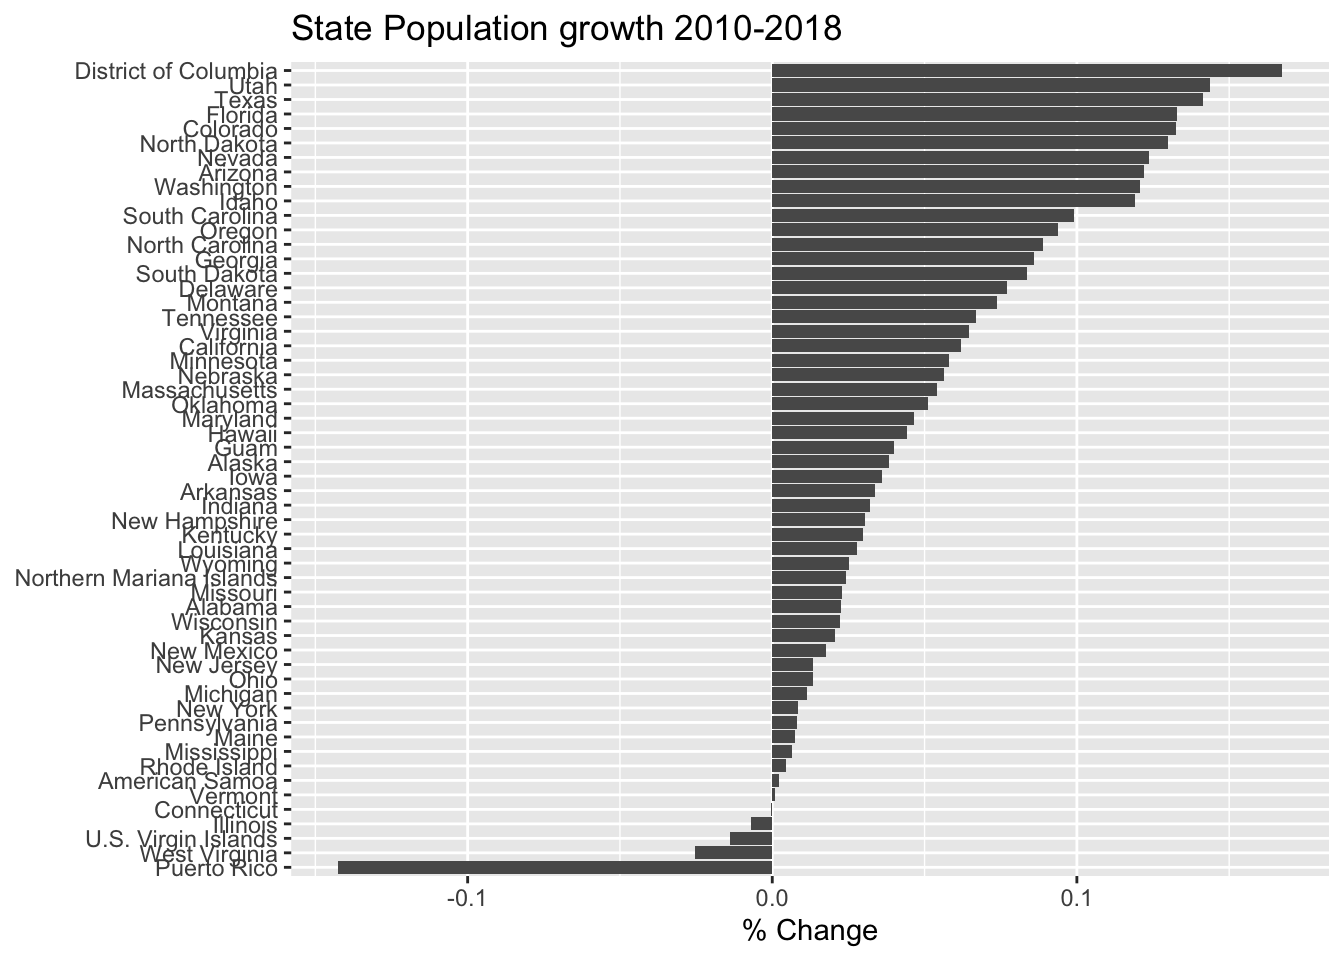 State Population growth 2010-2018
District of Columbia
Utah
Texas
Florida
Colorado
North Dakota
Nevada
Arizona
Washington
Idaho
South Carolina
Oregon
North Carolina
Georgia
South Dakota
Delaware
Montana
Tennessee
Virginia
California
Minnesota
Nebraska
Massachusetts
Oklahoma
Maryland
Hawaii
Guam
Alaska
Iowa
Arkansas
Indiana
New Hampshire
Kentucky
Louisiana
Wyoming
Northern Mariana Islands
Missouri
Alabama
Wisconsin
Kansas
New Mexico
New Jersey
Ohio
Michigan
New York
Pennsylvania
Maine
Mississippi
Rhode Island
American Samoa
Vermont
Connecticut
Illinois
U.S. Virgin Islands
West Virginia
Puerto Rico
-0.1 0.0 0.1
% Change